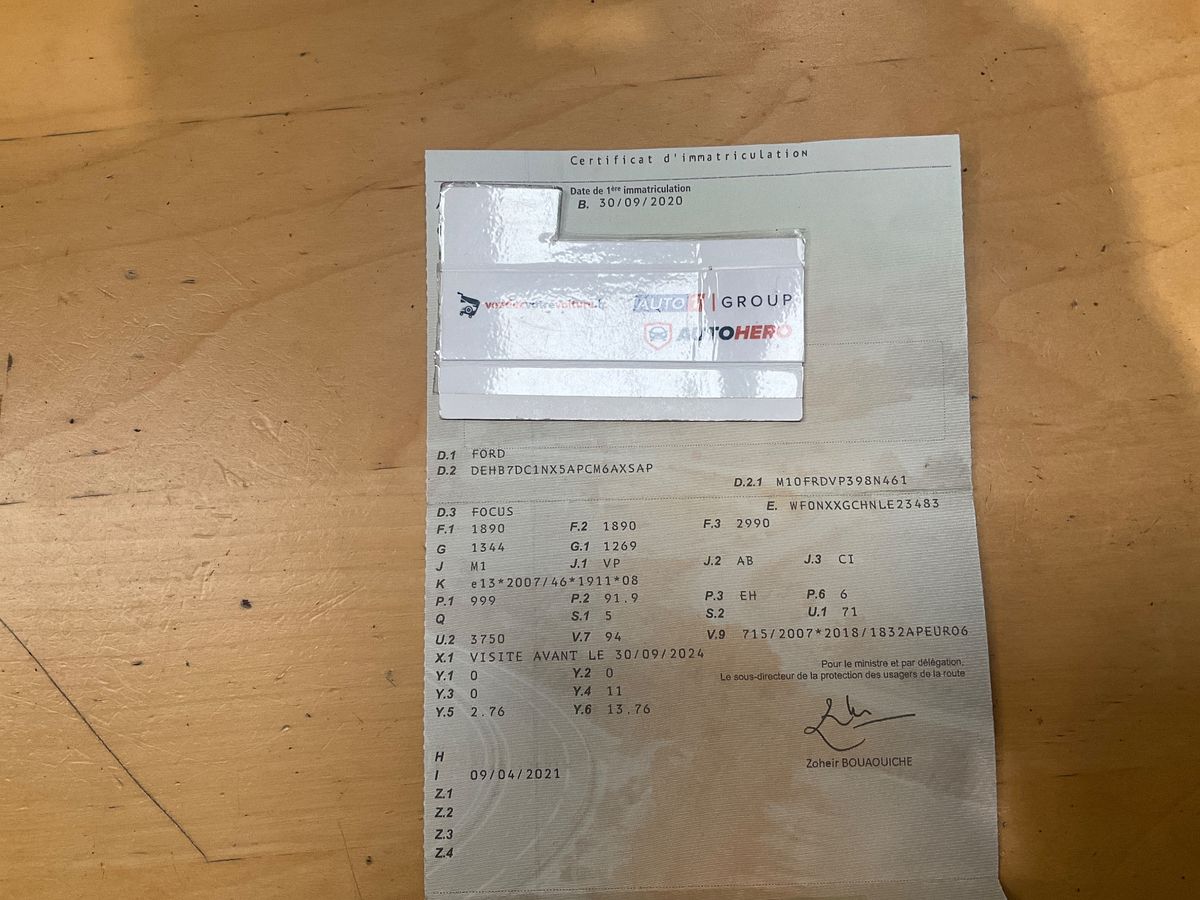 Certificat d'immatriculation
Date de 1ère immatriculation
B. 30/09/2020
vendezvotrevoiture.fr
AUTO1 | GROUP
AUTOHERO
D.1 FORD
D.2 DEHB7DC1NX5APCM6AXSAP
D.2.1 M10FRDVP398N461
D.3 FOCUS E. WF0NXXGCHNLE23483
F.1 1890 F.2 1890 F.3 2990
G 1344 G.1 1269
J M1 J.1 VP J.2 AB J.3 CI
K e13*2007/46*1911*08
P.1 999 P.2 91.9 P.3 EH P.6 6
Q S.1 5 S.2 U.1 71
U.2 3750 V.7 94 V.9 715/2007*2018/1832APEURO6
X.1 VISITE AVANT LE 30/09/2024
Pour le ministre et par délégation,
Le sous-directeur de la protection des usagers de la route
Y.1 0 Y.2 0
Y.3 0 Y.4 11
Y.5 2.76 Y.6 13.76
Zoheir BOUAOUICHE
H
I 09/04/2021
Z.1
Z.2
Z.3
Z.4